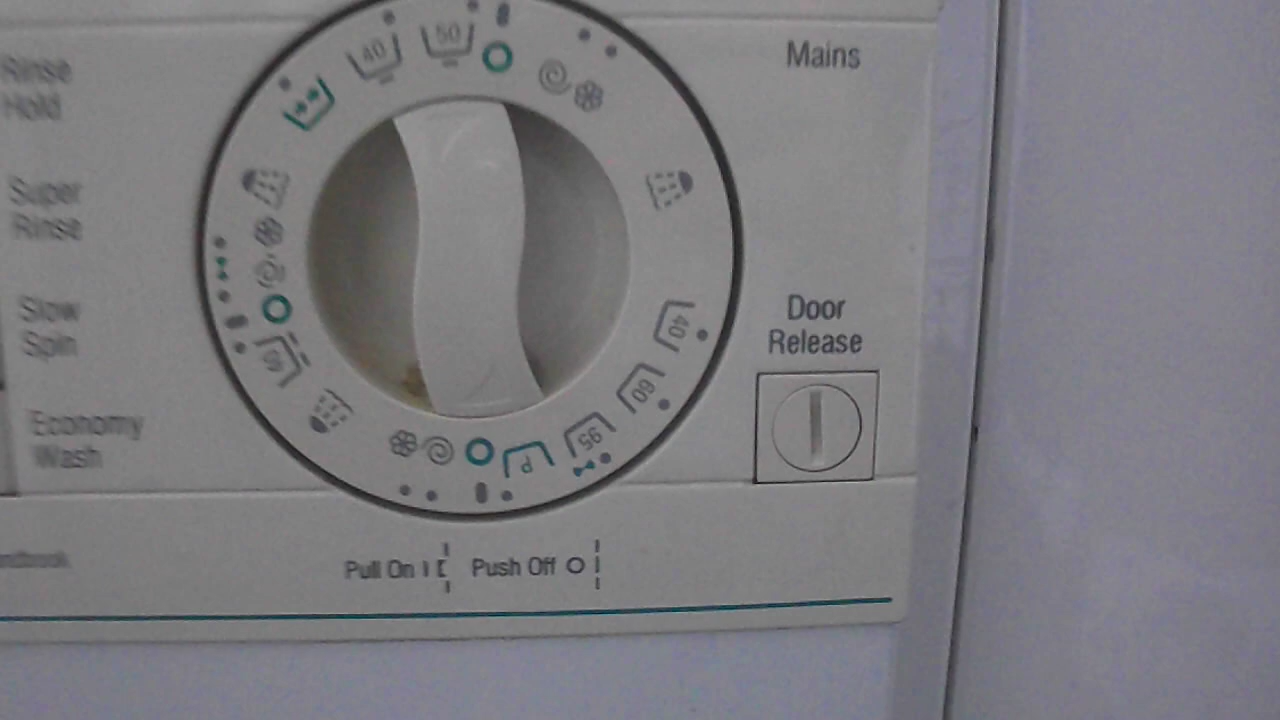 Rinse
Hold
Super
Rinse
Slow
Spin
Economy
Wash
40
50
40
60
95
P
40
Mains
Door
Release
Pull On I
Push Off O